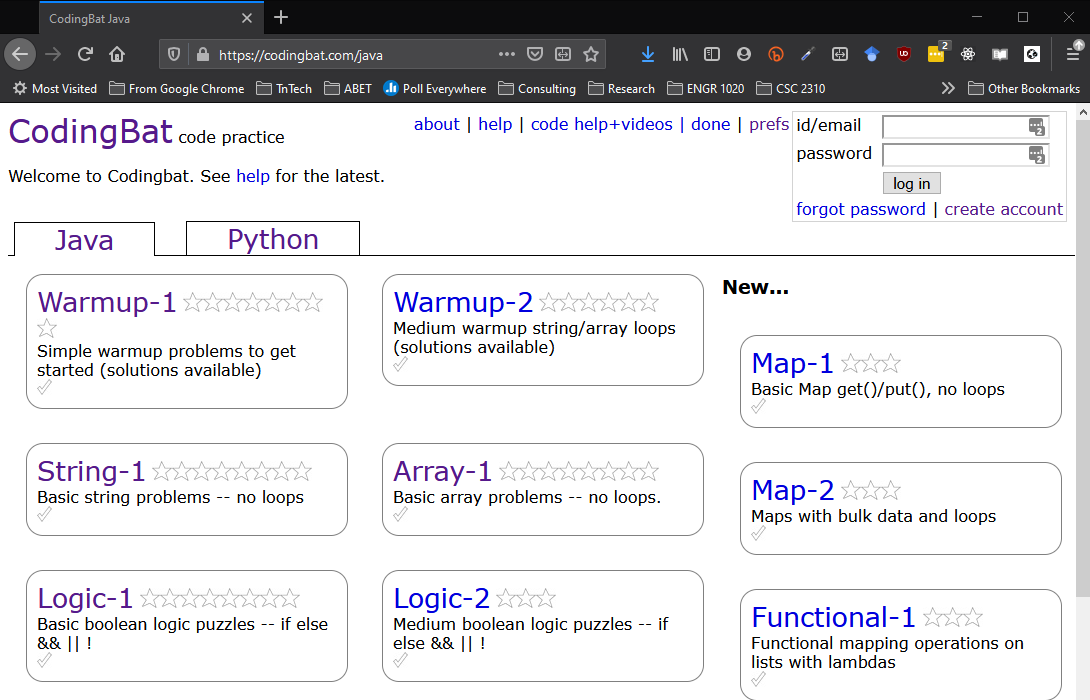 CodingBat Java
https://codingbat.com/java
2
Most Visited
From Google Chrome
TnTech
ABET
Poll Everywhere
Consulting
Research
ENGR 1020
CSC 2310
Other Bookmarks
CodingBat code practice
about | help | code help+videos | done | prefs
id/email
2
password
2
log in
forgot password | create account
Welcome to Codingbat. See help for the latest.
Java
Python
Warmup-1
Simple warmup problems to get
started (solutions available)
Warmup-2
Medium warmup string/array loops
(solutions available)
New...
Map-1
Basic Map get()/put(), no loops
String-1
Basic string problems -- no loops
Array-1
Basic array problems -- no loops.
Map-2
Maps with bulk data and loops
Logic-1
Basic boolean logic puzzles -- if else
&& || !
Logic-2
Medium boolean logic puzzles -- if
else && || !
Functional-1
Functional mapping operations on
lists with lambdas